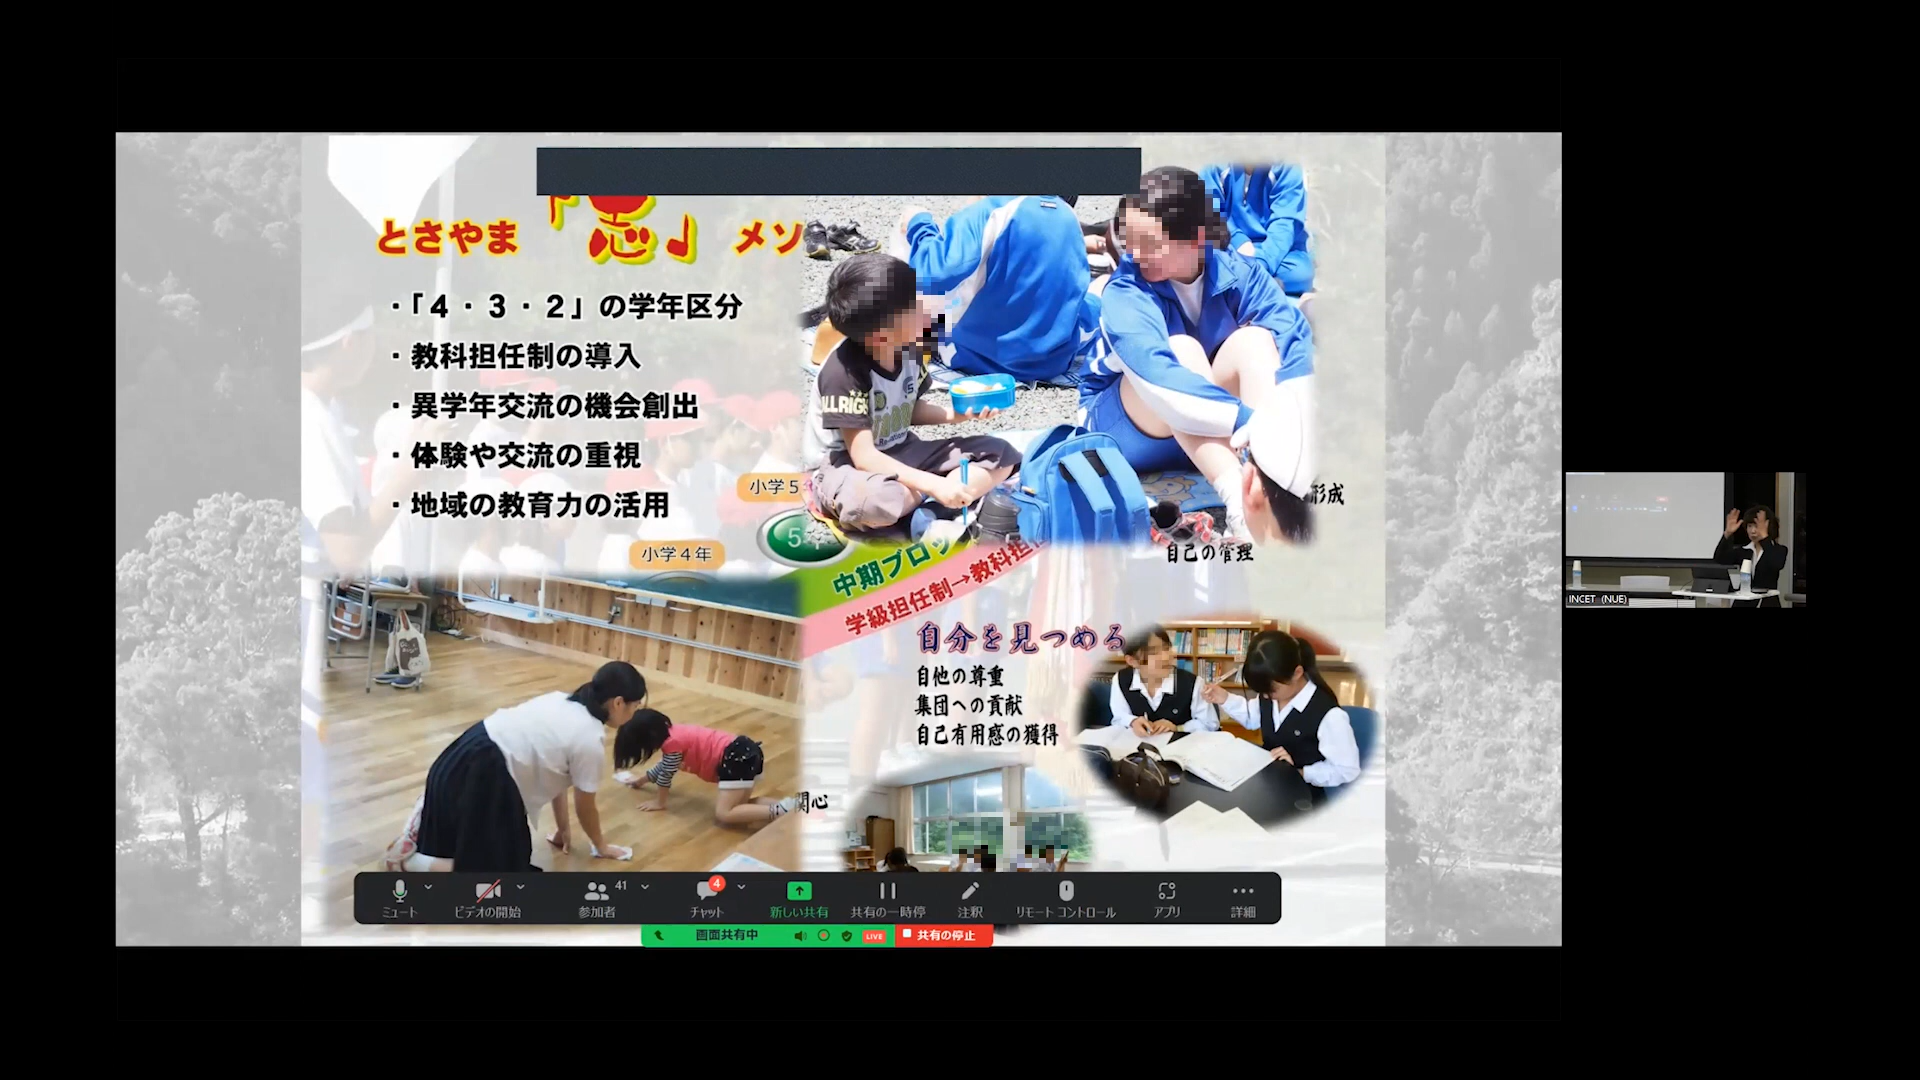 とさやま「志」メソ
・「4・3・2」の学年区分
・教科担任制の導入
・異学年交流の機会創出
・体験や交流の重視
・地域の教育力の活用
小学5年
小学4年
中期ブロッ
学級担任制→教科担
形成
自己の管理
自分を見つめる
自他の尊重
集団への貢献
自己有用感の獲得
関心
ALLRIGH
INCET (NUE)
ミュート
ビデオの開始
41
参加者
4
チャット
新しい共有
共有の一時停
注釈
リモート コントロール
アプリ
詳細
画面共有中
LIVE
共有の停止